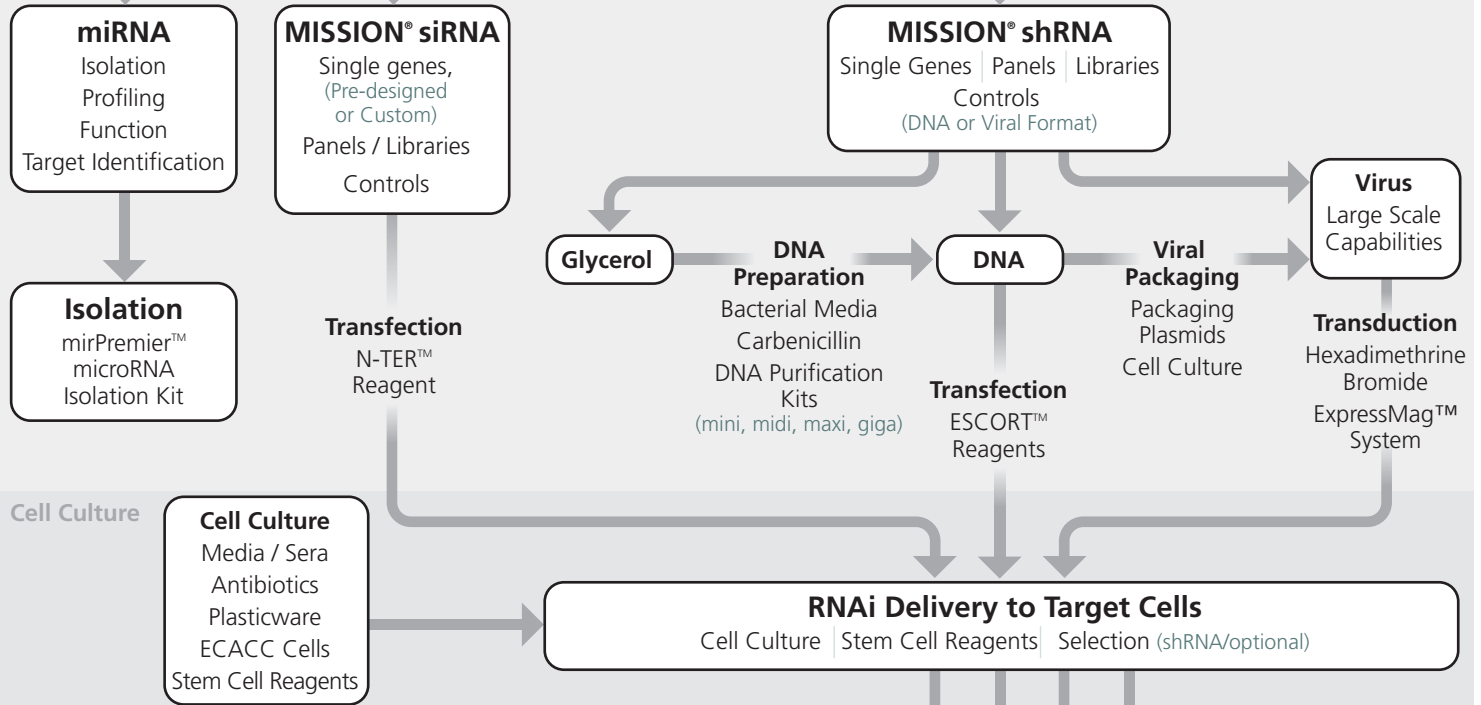 miRNA
Isolation
Profiling
Function
Target Identification
MISSION® siRNA
Single genes,
(Pre-designed
or Custom)
Panels / Libraries
Controls
MISSION® shRNA
Single Genes | Panels | Libraries
Controls
(DNA or Viral Format)
Isolation
mirPremier™
microRNA
Isolation Kit
Transfection
N-TER™
Reagent
Glycerol
DNA
Preparation
Bacterial Media
Carbenicillin
DNA Purification
Kits
(mini, midi, maxi, giga)
DNA
Transfection
ESCORT™
Reagents
Viral
Packaging
Packaging
Plasmids
Cell Culture
Virus
Large Scale
Capabilities
Transduction
Hexadimethrine
Bromide
ExpressMag™
System
Cell Culture
Cell Culture
Media / Sera
Antibiotics
Plasticware
ECACC Cells
Stem Cell Reagents
RNAi Delivery to Target Cells
Cell Culture | Stem Cell Reagents | Selection (shRNA/optional)